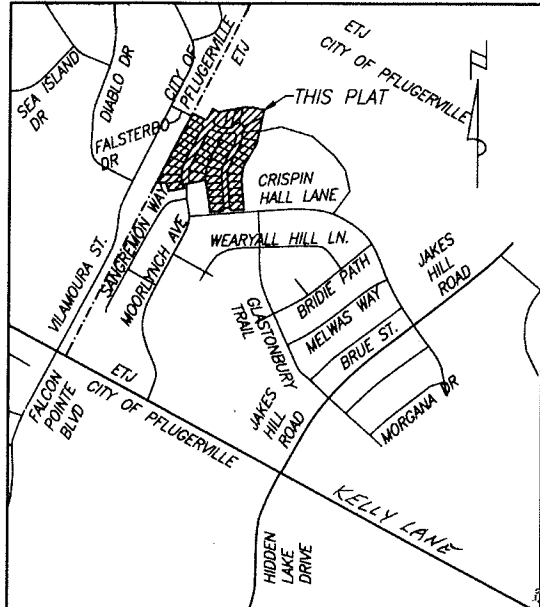 SEA ISLAND
DR
DIABLO DR
CITY OF
PFLUGERVILLE
ETJ
ETJ
CITY OF PFLUGERVILLE
FALSTERBO
DR
THIS PLAT
CRISPIN
HALL LANE
VILAMOURA ST.
SANGREMON WAY
MOORLYNCH AVE
WEARYALL HILL LN.
GLASTONBURY
TRAIL
BRIDIE PATH
MELWAS WAY
BRUE ST.
MORGANA DR
JAKES
HILL
ROAD
FALCON
POINTE
BLVD
ETJ
CITY OF PFLUGERVILLE
JAKES
HILL
ROAD
KELLY LANE
HIDDEN
LAKE
DRIVE